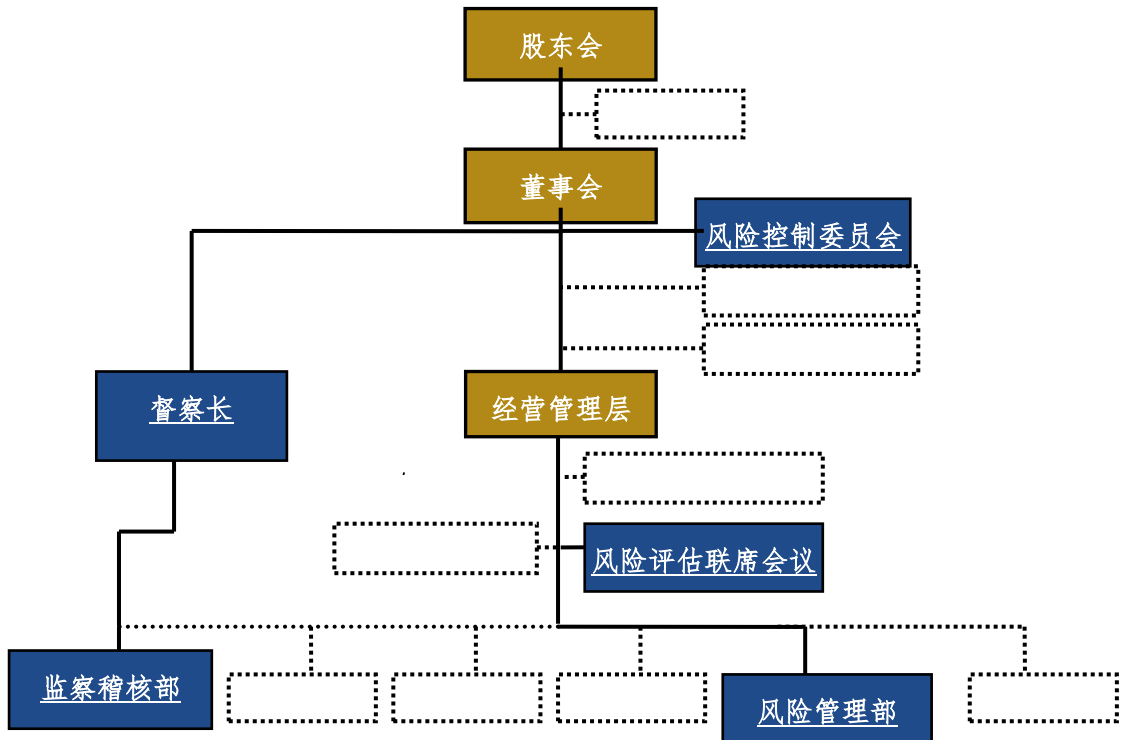 股东会
董事会
风险控制委员会
督察长
经营管理层
风险评估联席会议
监察稽核部
风险管理部